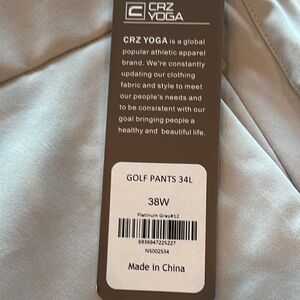 CRZ
YOGA
CRZ YOGA is a global
popular athletic apparel
brand. We're constantly
updating our clothing
fabric and style to meet
our people's needs and
to be consistent with our
goal bringing people a
healthy and beautiful life.
GOLF PANTS 34L
38W
Platinum Grey#12
6936947225227
NS002534
Made in China